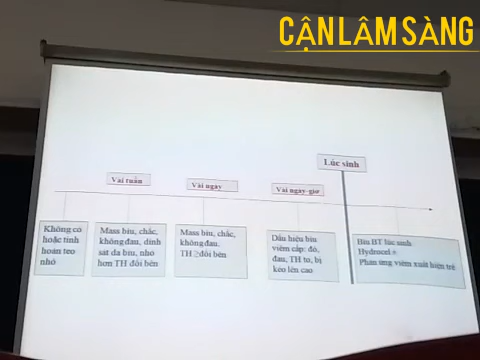 CẬN LÂM SÀNG
Lúc sinh
Vài tuần
Vài ngày
Vài ngày-giờ
Không có
hoặc tinh
hoàn teo
nhỏ
Mass bìu, chắc,
không đau, dính
sát da bìu, nhỏ
hơn TH đối bên
Mass bìu, chắc,
không đau.
TH đối bên
Dấu hiệu bìu
viêm cấp: đỏ,
đau, TH to, bị
kéo lên cao
Bìu BT lúc sinh
Hydrocel
Phản ứng viêm xuất hiện trễ